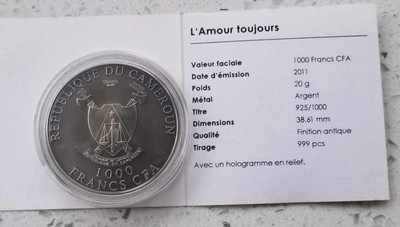 L'Amour toujours
Valeur faciale 1000 Francs CFA
Date d'émission 2011
Poids 20 g
Métal Argent
Titre 925/1000
Dimensions 38.61 mm
Qualité Finition antique
Tirage 999 pcs
Avec un hologramme en relief.
REPUBLIQUE DU CAMEROUN
1000
FRANCS CFA